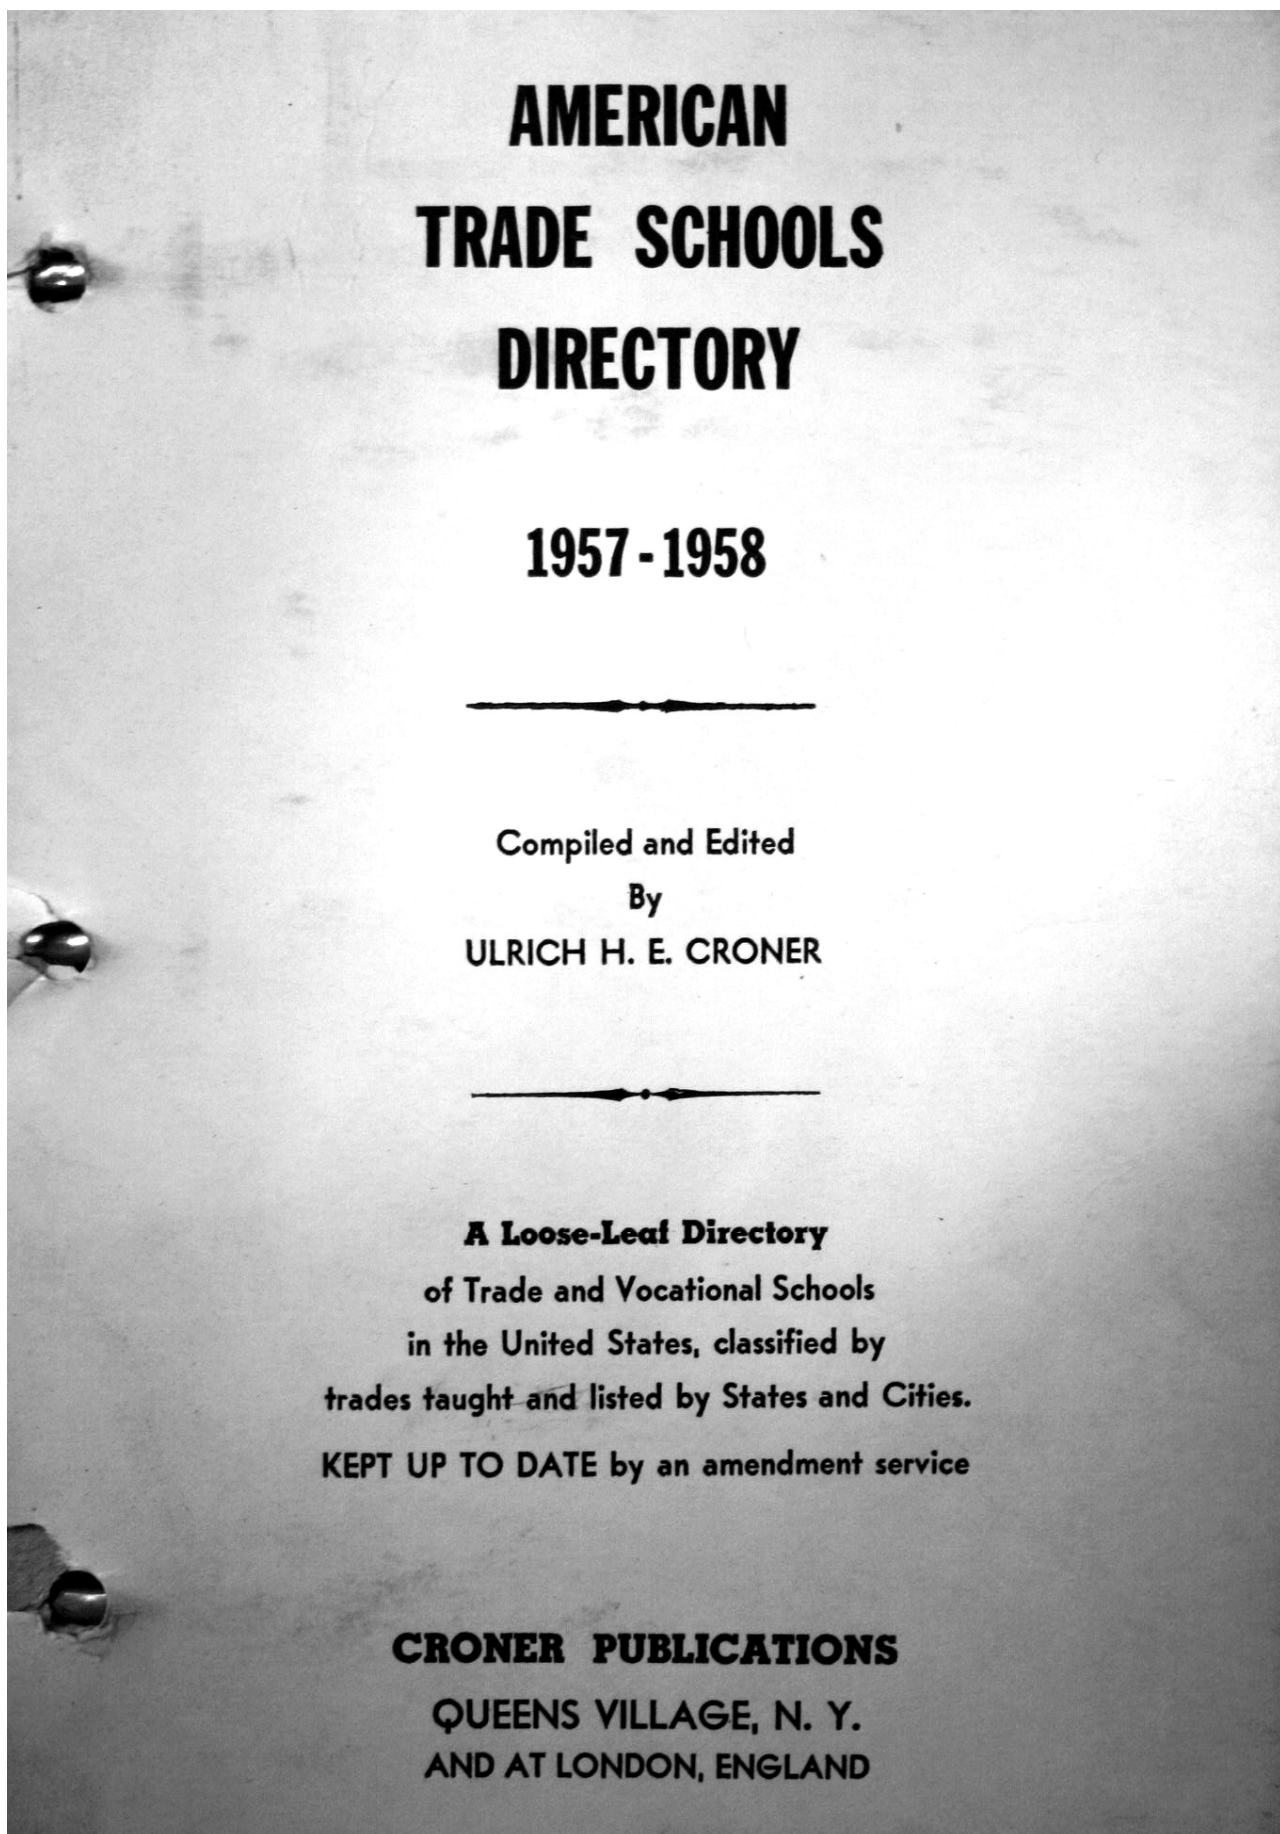 AMERICAN
TRADE SCHOOLS
DIRECTORY
1957-1958
Compiled and Edited
By
ULRICH H. E. CRONER
A Loose-Leaf Directory
of Trade and Vocational Schools
in the United States, classified by
trades taught and listed by States and Cities.
KEPT UP TO DATE by an amendment service
CRONER PUBLICATIONS
QUEENS VILLAGE, N. Y.
AND AT LONDON, ENGLAND